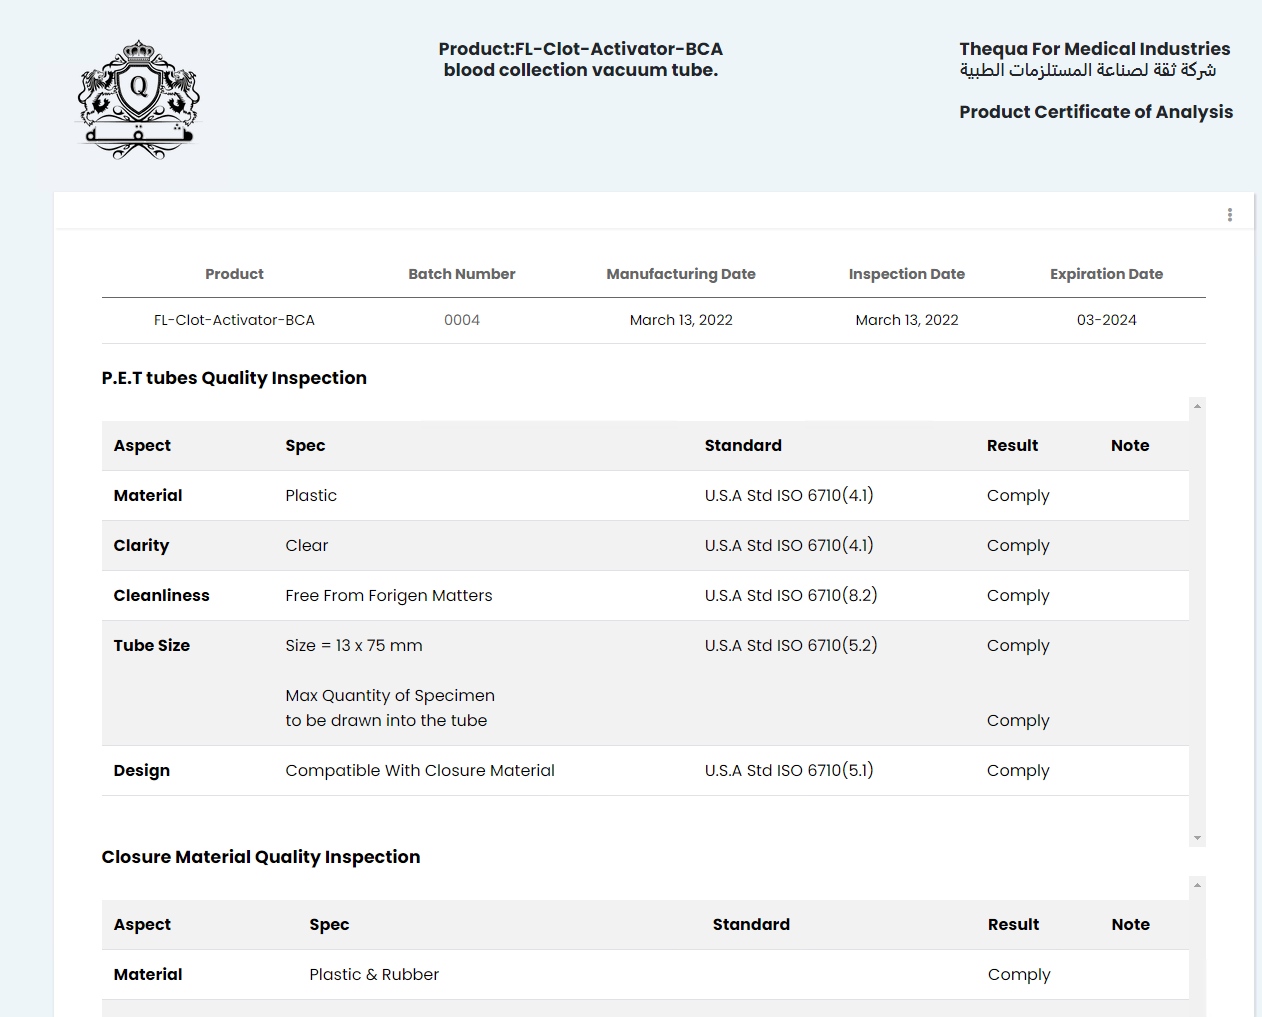 Q
ثقة
Product:FL-Clot-Activator-BCA
blood collection vacuum tube.
Thequa For Medical Industries
شركة ثقة لصناعة المستلزمات الطبية
Product Certificate of Analysis
Product Batch Number Manufacturing Date Inspection Date Expiration Date
FL-Clot-Activator-BCA 0004 March 13, 2022 March 13, 2022 03-2024
P.E.T tubes Quality Inspection
Aspect Spec Standard Result Note
Material Plastic U.S.A Std ISO 6710(4.1) Comply
Clarity Clear U.S.A Std ISO 6710(4.1) Comply
Cleanliness Free From Forigen Matters U.S.A Std ISO 6710(8.2) Comply
Tube Size Size = 13 x 75 mm U.S.A Std ISO 6710(5.2) Comply
Max Quantity of Specimen
to be drawn into the tube Comply
Design Compatible With Closure Material U.S.A Std ISO 6710(5.1) Comply
Closure Material Quality Inspection
Aspect Spec Standard Result Note
Material Plastic & Rubber Comply